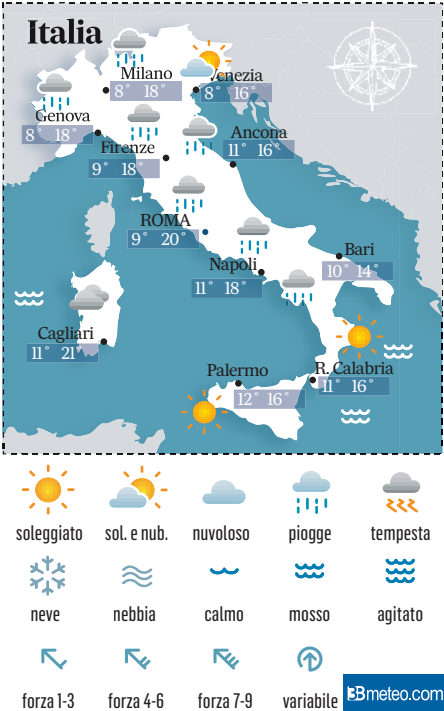 Italia
Milano
8° 18°
Venezia
8° 16°
Genova
8° 18°
Firenze
9° 18°
Ancona
11° 16°
ROMA
9° 20°
Napoli
11° 18°
Bari
10° 14°
Cagliari
11° 21°
Palermo
12° 16°
R. Calabria
11° 16°
soleggiato sol. e nub. nuvoloso piogge tempesta
neve nebbia calmo mosso agitato
forza 1-3 forza 4-6 forza 7-9 variabile
3Bmeteo.com